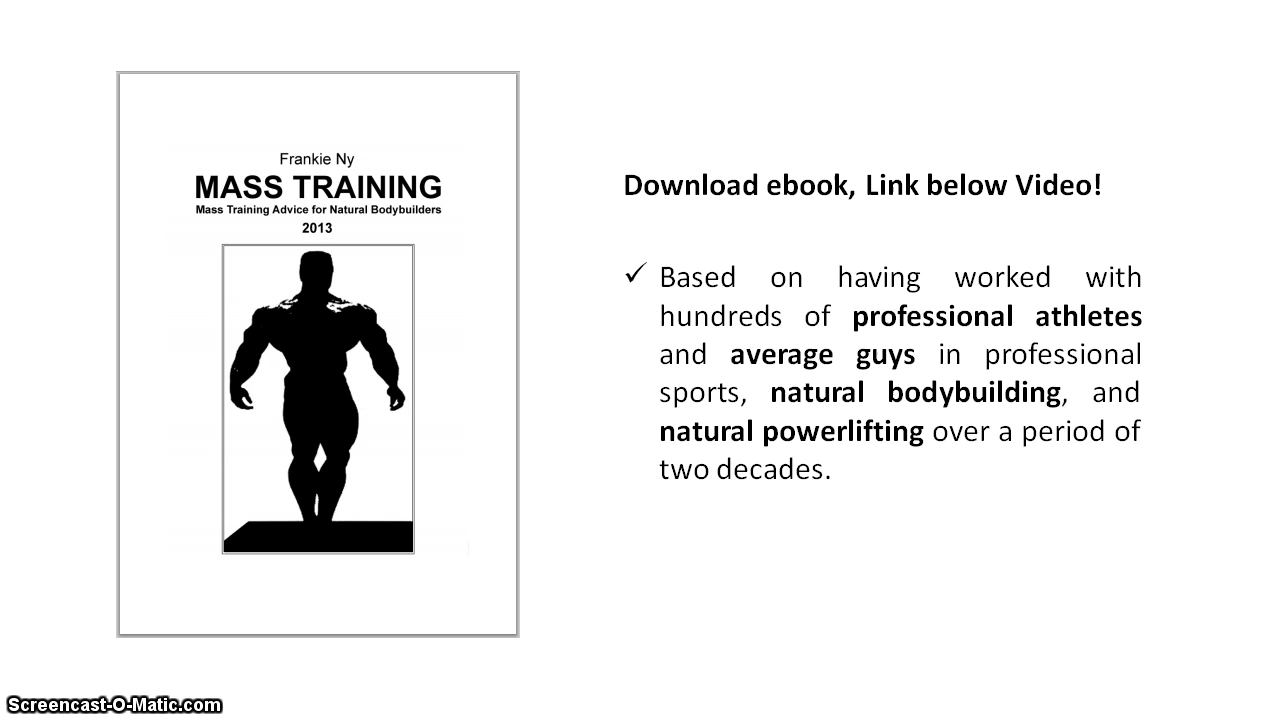 Frankie Ny
MASS TRAINING
Mass Training Advice for Natural Bodybuilders
2013
Download ebook, Link below Video!
✓ Based on having worked with
hundreds of professional athletes
and average guys in professional
sports, natural bodybuilding, and
natural powerlifting over a period of
two decades.
Screencast-O-Matic.com